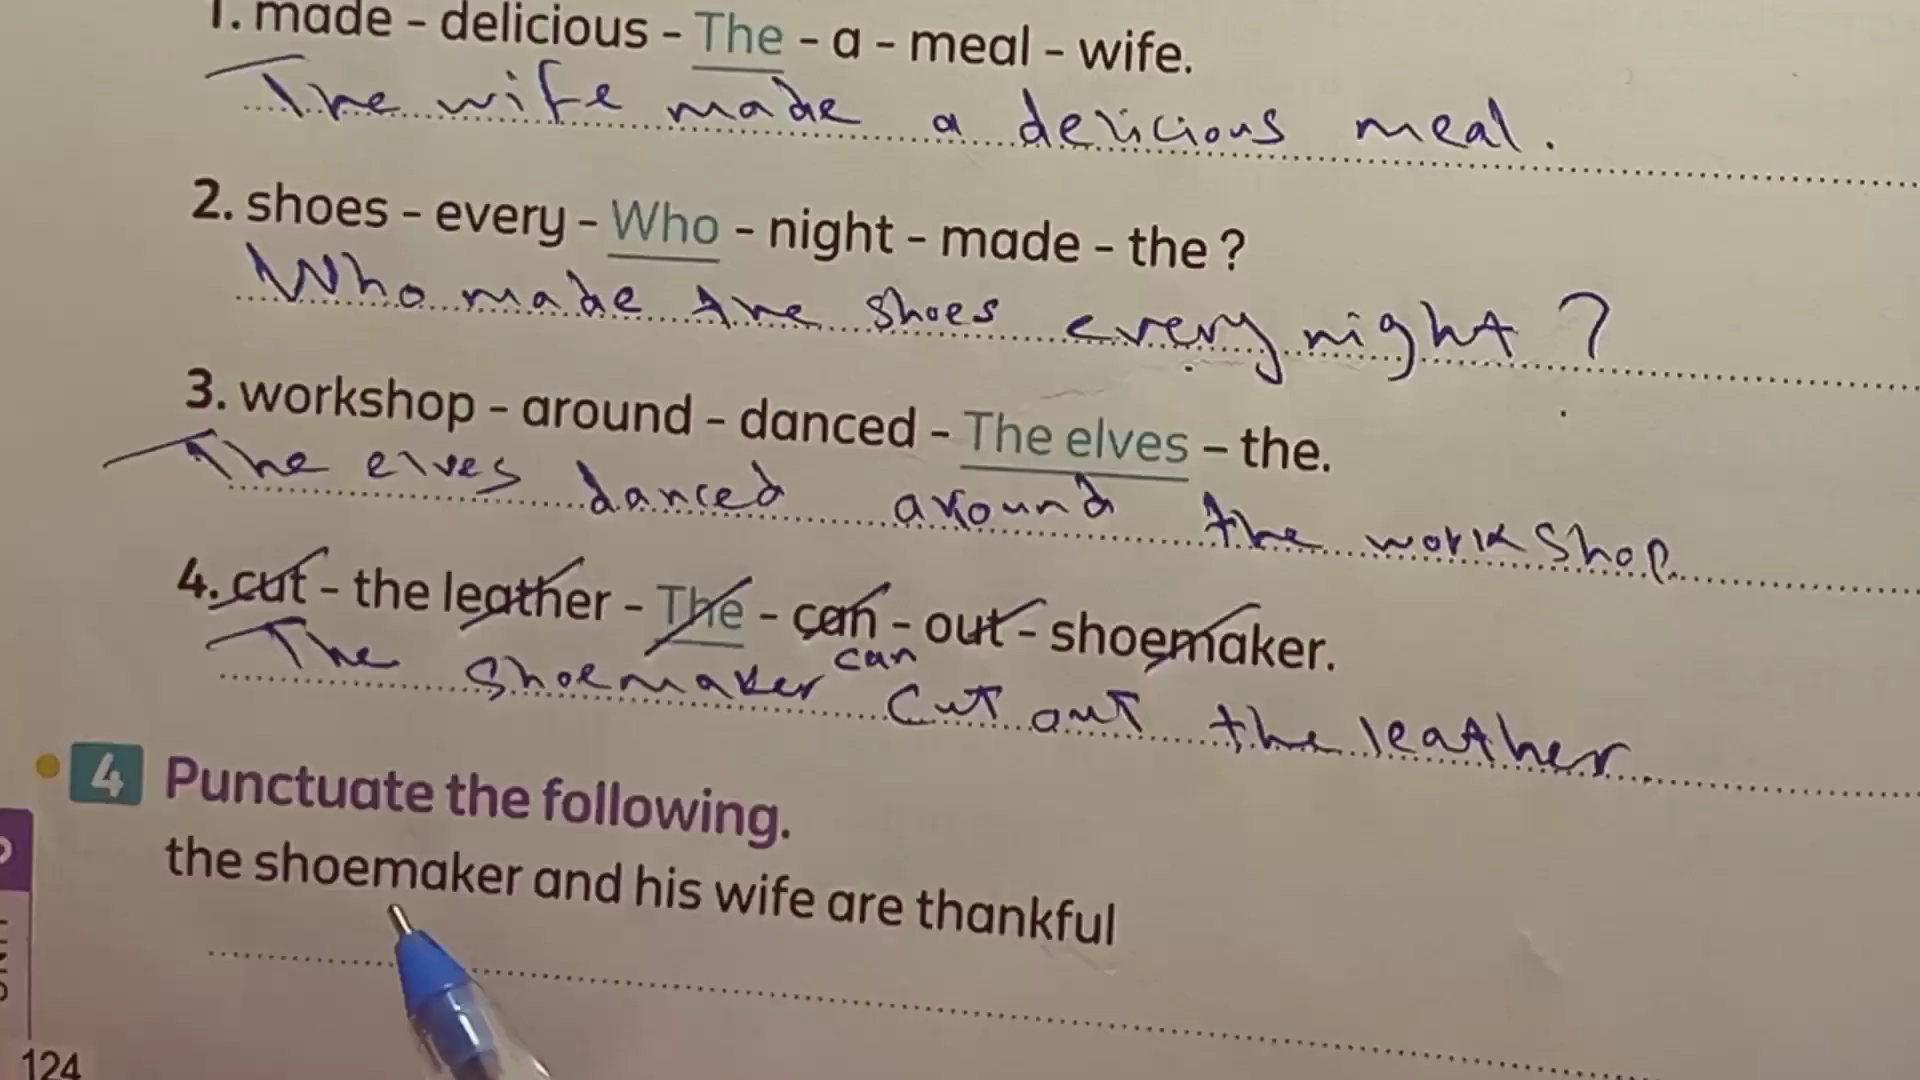 1. made - delicious - The - a - meal - wife.
The wife made a delicious meal.
2. shoes - every - Who - night - made - the ?
Who made the shoes every night ?
3. workshop - around - danced - The elves - the.
The elves danced around the workshop.
4. cut - the leather - The - can - out - shoemaker.
The shoemaker can cut out the leather.
4 Punctuate the following.
the shoemaker and his wife are thankful
124